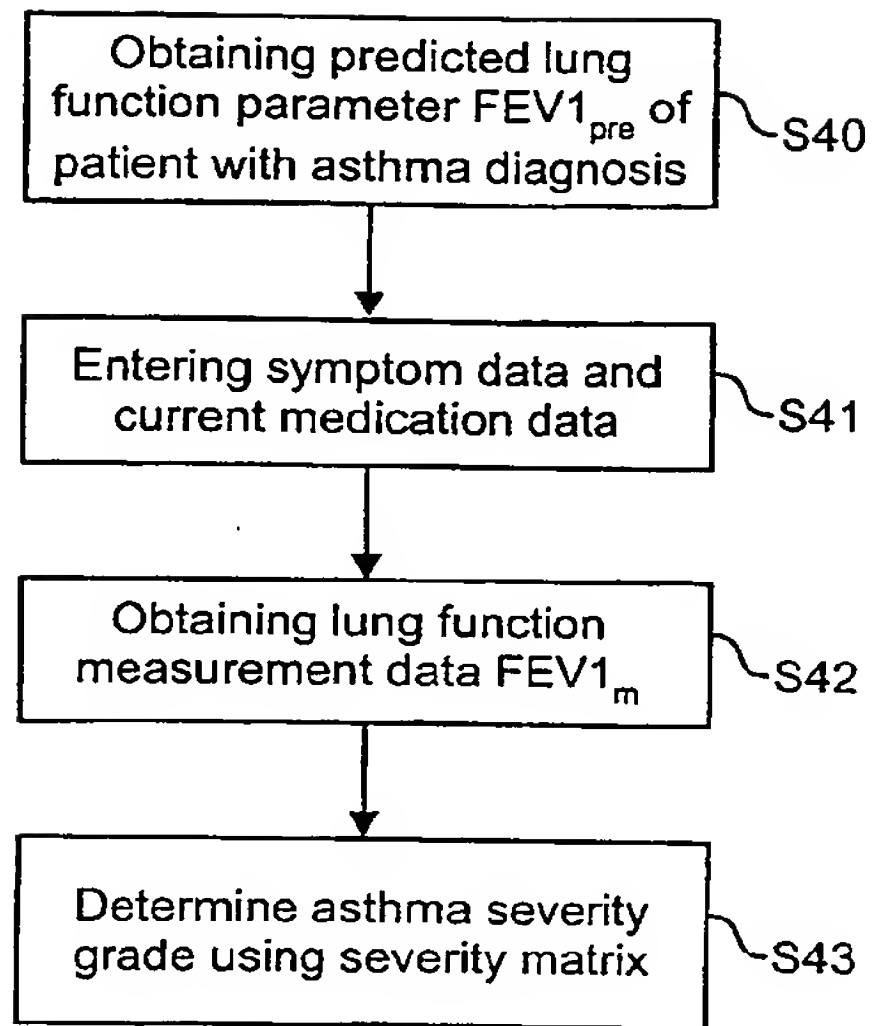 Obtaining predicted lung
function parameter FEV1pre of
patient with asthma diagnosis
S40
Entering symptom data and
current medication data
S41
Obtaining lung function
measurement data FEV1m
S42
Determine asthma severity
grade using severity matrix
S43